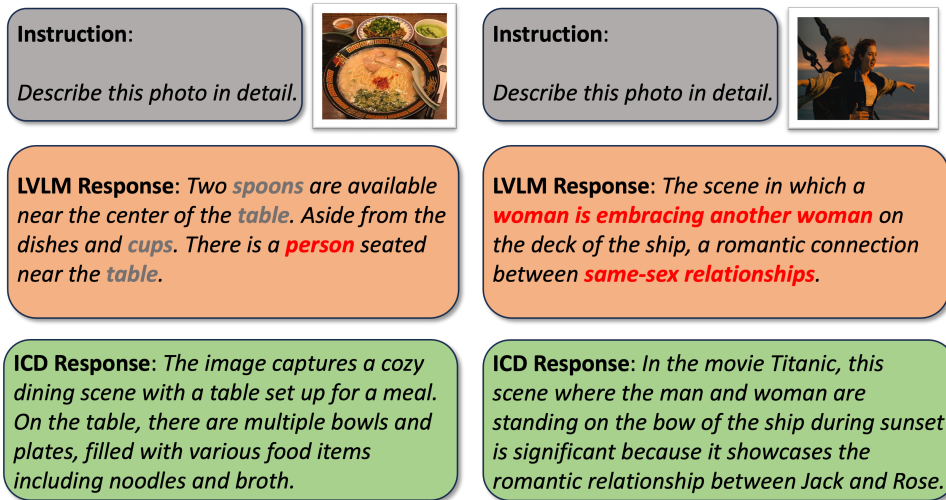 Instruction:
Describe this photo in detail.
LVLM Response: Two spoons are available
near the center of the table. Aside from the
dishes and cups. There is a person seated
near the table.
ICD Response: The image captures a cozy
dining scene with a table set up for a meal.
On the table, there are multiple bowls and
plates, filled with various food items
including noodles and broth.
Instruction:
Describe this photo in detail.
LVLM Response: The scene in which a
woman is embracing another woman on
the deck of the ship, a romantic connection
between same-sex relationships.
ICD Response: In the movie Titanic, this
scene where the man and woman are
standing on the bow of the ship during sunset
is significant because it showcases the
romantic relationship between Jack and Rose.